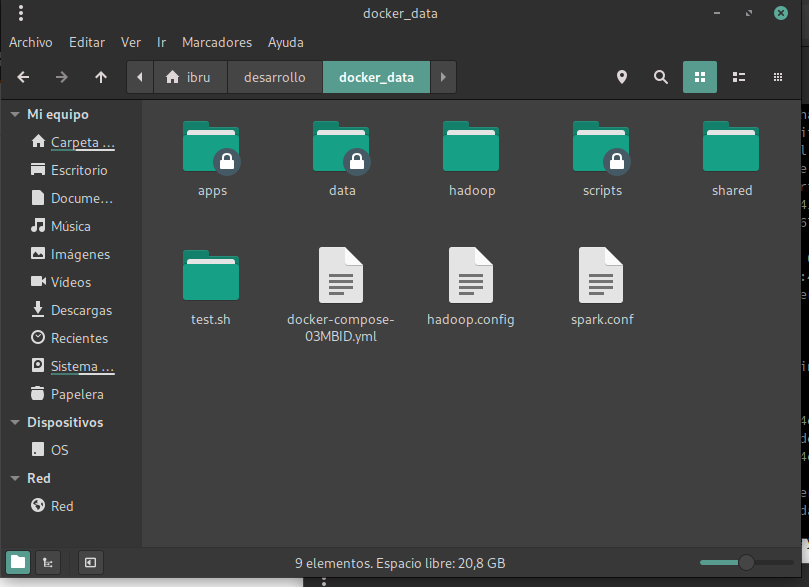 docker_data
Archivo Editar Ver Ir Marcadores Ayuda
ibru desarrollo docker_data
Mi equipo
Carpeta ...
Escritorio
Docume...
Música
Imágenes
Vídeos
Descargas
Recientes
Sistema ...
Papelera
Dispositivos
OS
Red
Red
apps data hadoop scripts shared
test.sh docker-compose-03MBID.yml hadoop.config spark.conf
9 elementos. Espacio libre: 20,8 GB